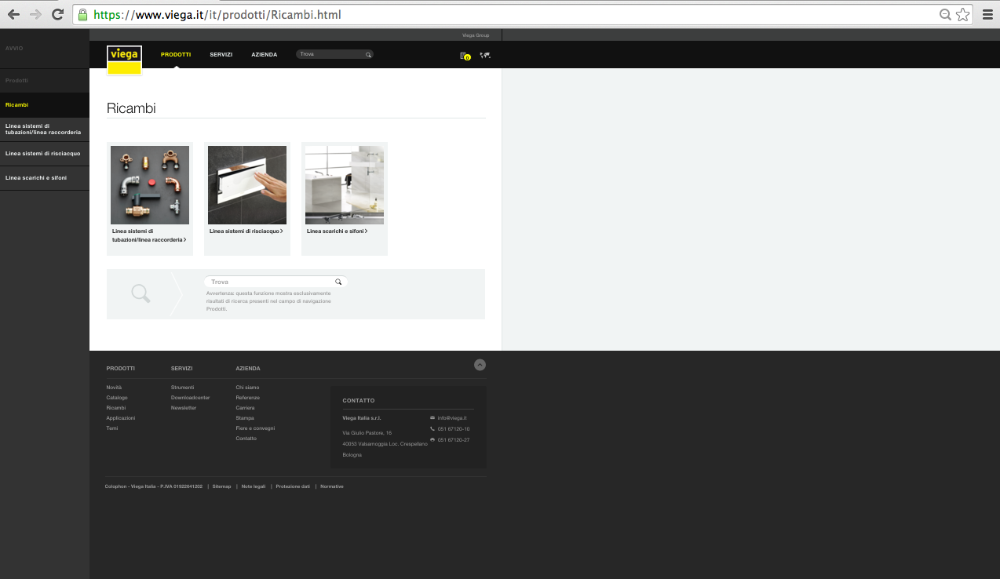 https://www.viega.it/it/prodotti/Ricambi.html
Viega Group
viega
PRODOTTI
SERVIZI
AZIENDA
Trova
0
AVVIO
Prodotti
Ricambi
Linea sistemi di
tubazioni/linea raccorderia
Linea sistemi di risciacquo
Linea scarichi e sifoni
Ricambi
Linea sistemi di
tubazioni/linea raccorderia
Linea sistemi di risciacquo
Linea scarichi e sifoni
Trova
Avvertenza: questa funzione mostra esclusivamente
risultati di ricerca presenti nel campo di navigazione
Prodotti.
PRODOTTI
Novità
Catalogo
Ricambi
Applicazioni
Temi
SERVIZI
Strumenti
Downloadcenter
Newsletter
AZIENDA
Chi siamo
Referenze
Carriera
Stampa
Fiere e convegni
Contatto
CONTATTO
Viega Italia s.r.l.
Via Giulio Pastore, 16
40053 Valsamoggia Loc. Crespellano
Bologna
info@viega.it
051 67120-10
051 67120-27
Colophon - Viega Italia - P.IVA 01922641202 | Sitemap | Note legali | Protezione dati | Normative